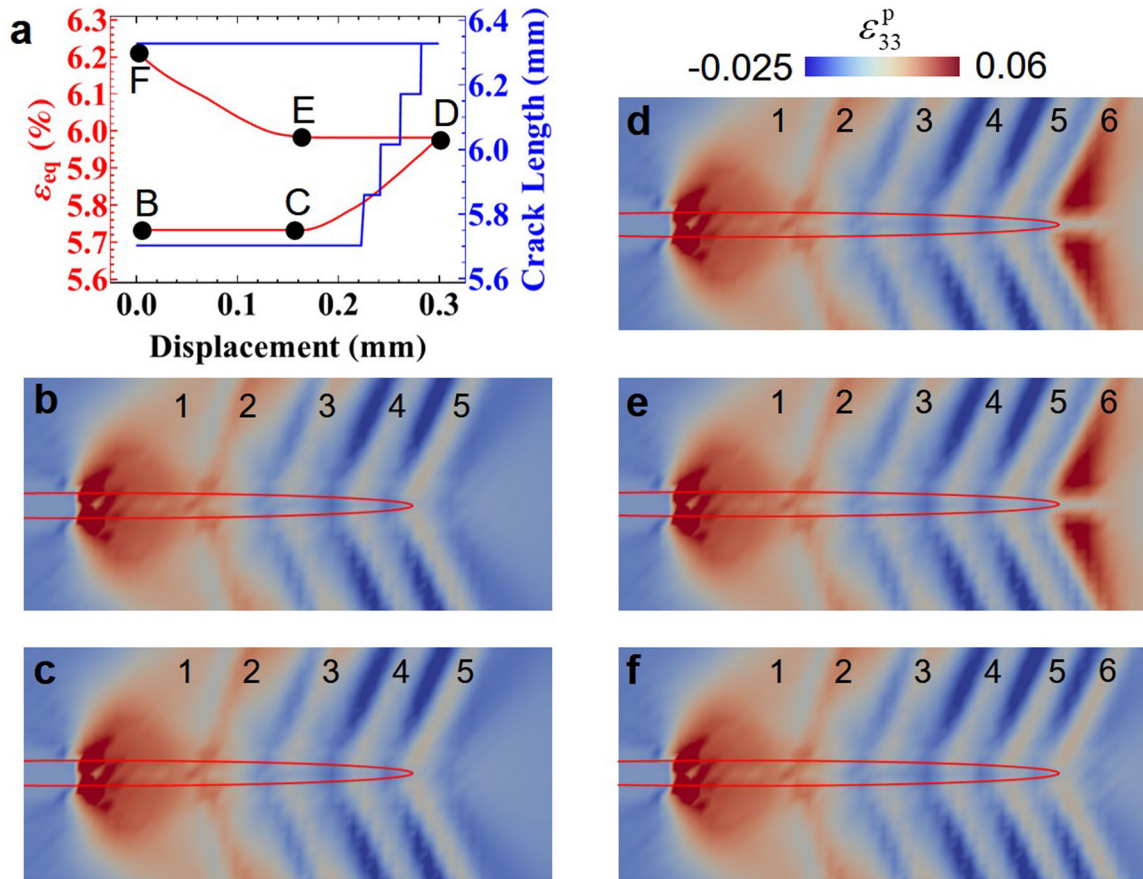 a
6.3
6.2
6.1
6.0
5.9
5.8
5.7
5.6
ε_eq (%)
F
E
D
B
C
6.4
6.2
6.0
5.8
5.6
Crack Length (mm)
0.0 0.1 0.2 0.3
Displacement (mm)
ε₃₃ᵖ
-0.025 0.06
d 1 2 3 4 5 6
b 1 2 3 4 5
e 1 2 3 4 5 6
c 1 2 3 4 5
f 1 2 3 4 5 6